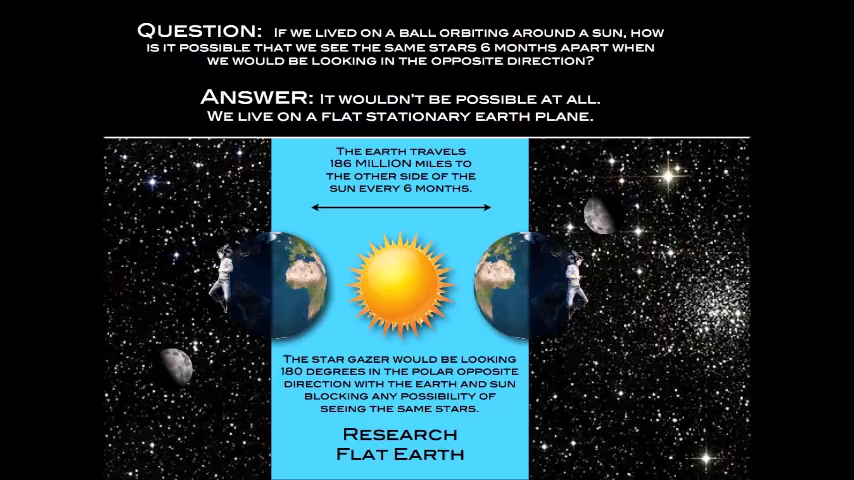 QUESTION: IF WE LIVED ON A BALL ORBITING AROUND A SUN, HOW
IS IT POSSIBLE THAT WE SEE THE SAME STARS 6 MONTHS APART WHEN
WE WOULD BE LOOKING IN THE OPPOSITE DIRECTION?
ANSWER: IT WOULDN'T BE POSSIBLE AT ALL.
WE LIVE ON A FLAT STATIONARY EARTH PLANE.
THE EARTH TRAVELS
186 MILLION MILES TO
THE OTHER SIDE OF THE
SUN EVERY 6 MONTHS.
THE STAR GAZER WOULD BE LOOKING
180 DEGREES IN THE POLAR OPPOSITE
DIRECTION WITH THE EARTH AND SUN
BLOCKING ANY POSSIBILITY OF
SEEING THE SAME STARS.
RESEARCH
FLAT EARTH